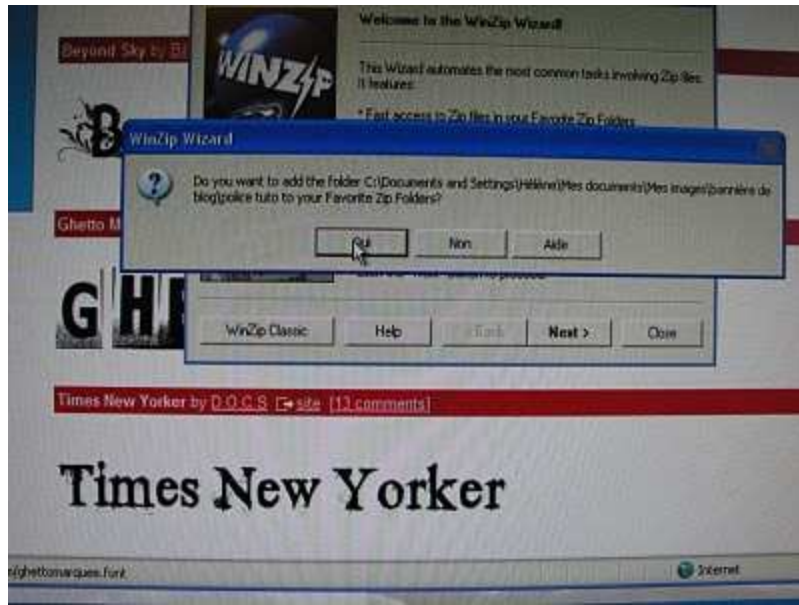 Welcome to the WinZip Wizard!
Beyond Sky by
WINZIP
This Wizard automates the most common tasks involving Zip files.
It features:
* Fast access to Zip files in your Favorite Zip Folders
B
WinZip Wizard
Do you want to add the folder C:\Documents and Settings\Hélène\Mes documents\Mes images\bannière de
blog\police tuto to your Favorite Zip Folders?
Ghetto M
Oui Non Aide
GHE
WinZip Classic Help < Back Next > Close
Times New Yorker by D.O.C.S site [13 comments]
Times New Yorker
/ghettomarquee.font Internet